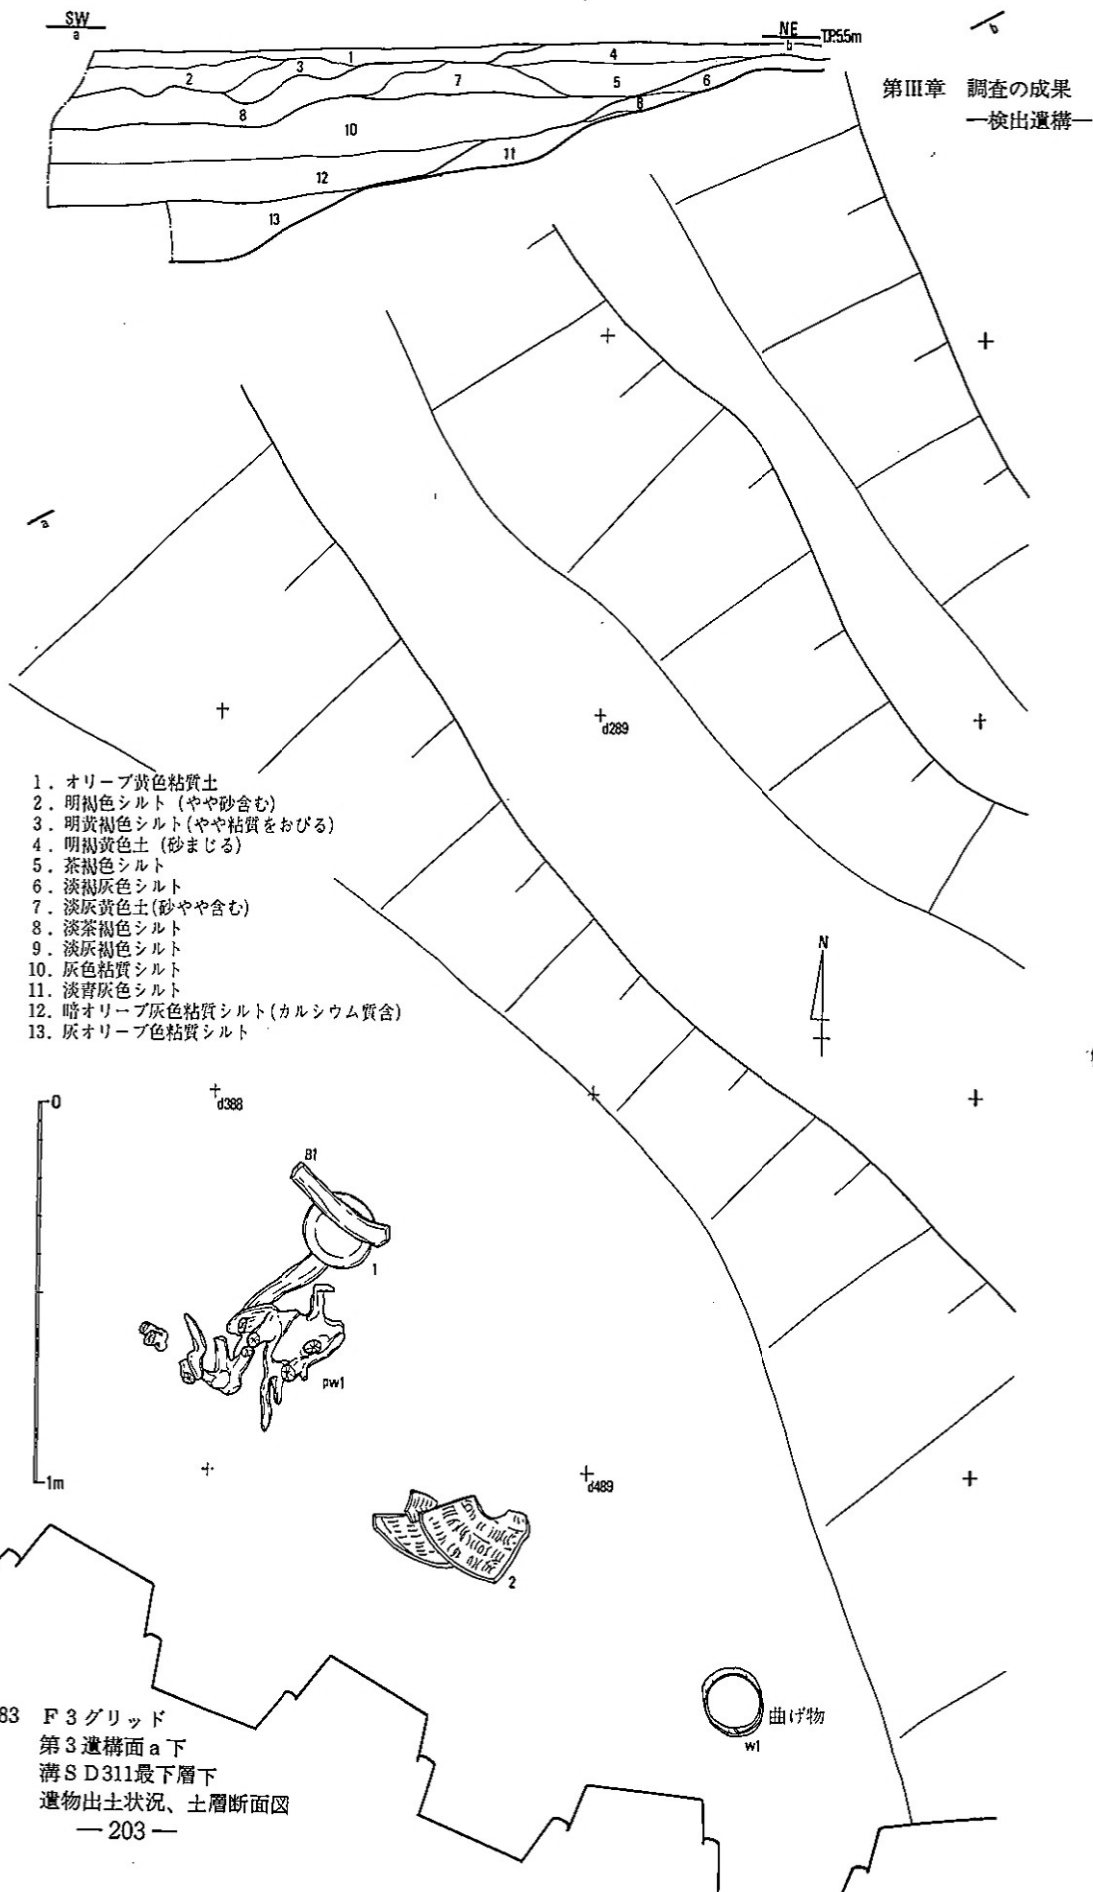 SW
a
NE
b
T.P.5.5m
b
第III章　調査の成果
―検出遺構―
1
2
3
4
5
6
7
8
8
10
11
12
13
a
d289
1．オリーブ黄色粘質土
2．明褐色シルト（やや砂含む）
3．明黄褐色シルト(やや粘質をおびる)
4．明褐黄色土（砂まじる）
5．茶褐色シルト
6．淡褐灰色シルト
7．淡灰黄色土(砂やや含む)
8．淡茶褐色シルト
9．淡灰褐色シルト
10．灰色粘質シルト
11．淡青灰色シルト
12．暗オリーブ灰色粘質シルト(カルシウム質含)
13．灰オリーブ色粘質シルト
N
0
d388
B1
1
pw1
1m
d489
2
曲げ物
w1
83　F3グリッド
第3遺構面a下
溝SD311最下層下
遺物出土状況、土層断面図
―203―